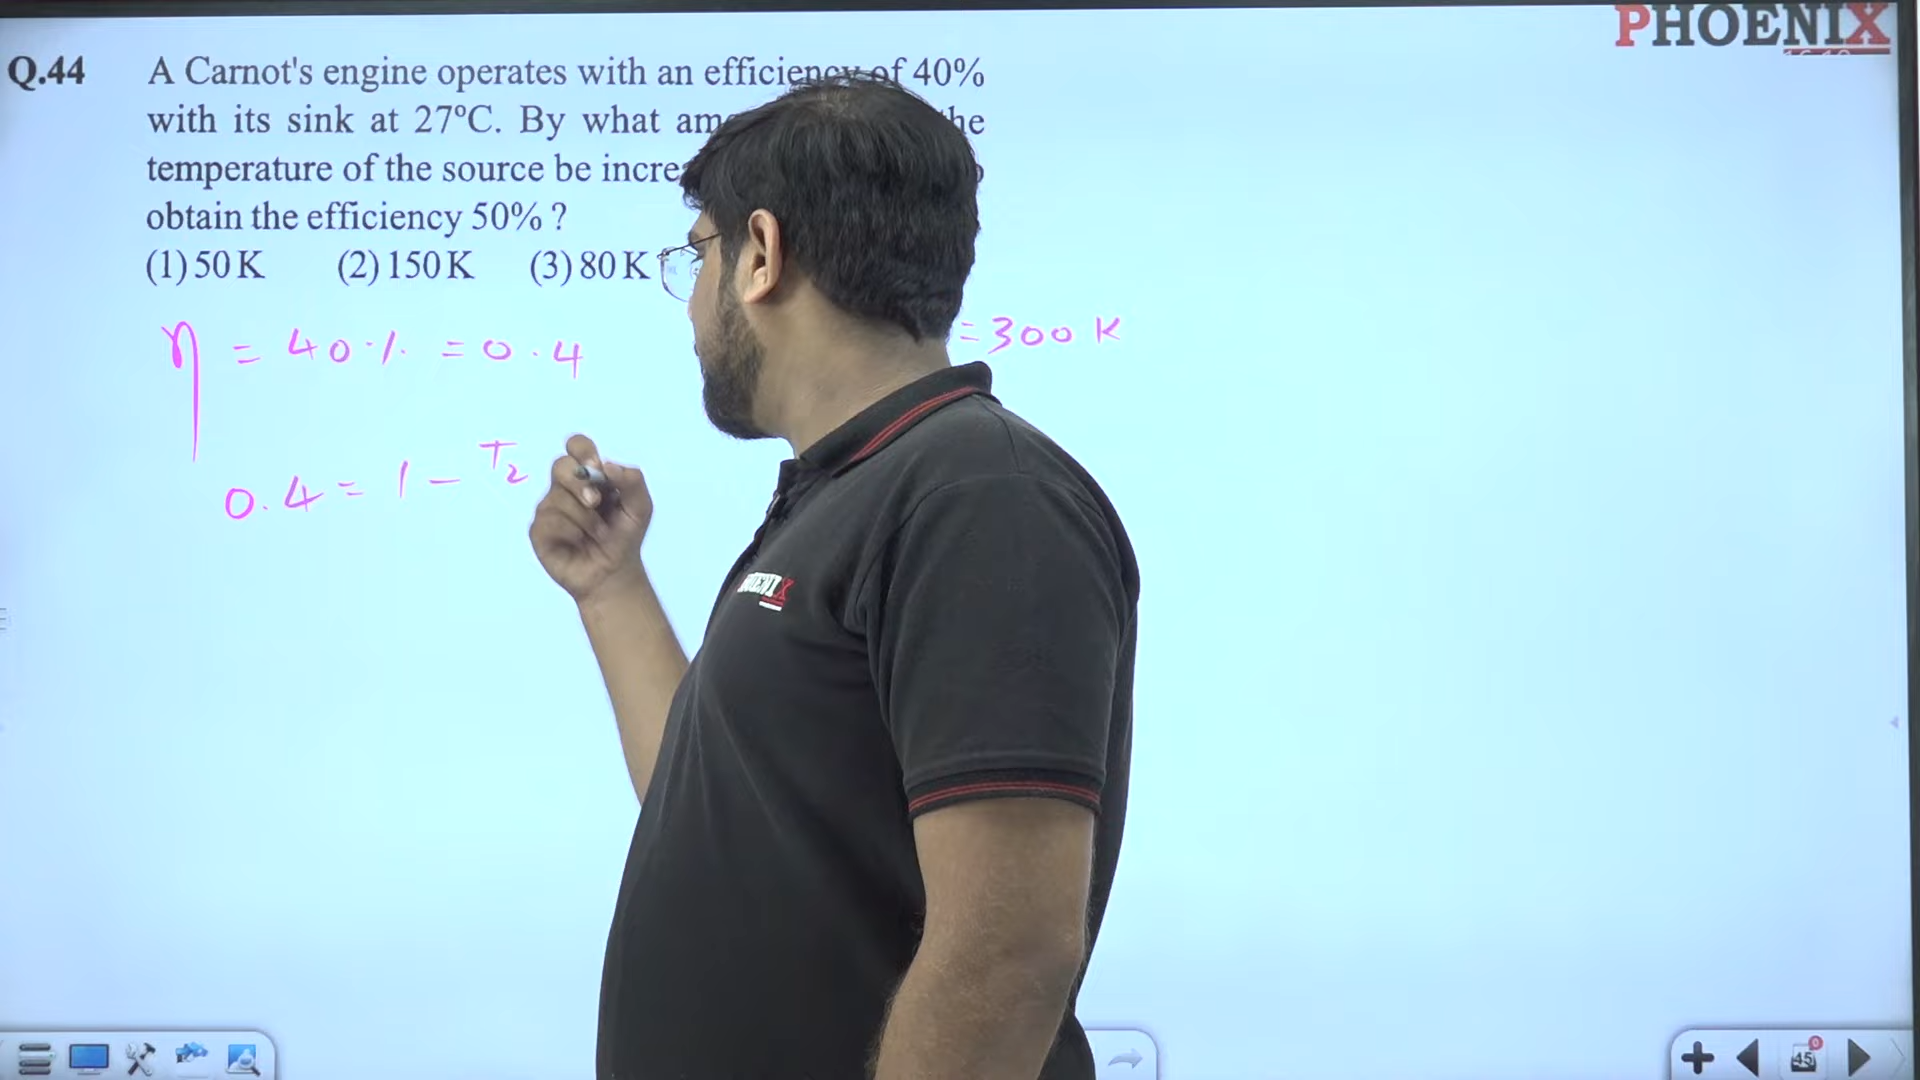 PHOENIX
Q.44 A Carnot's engine operates with an efficiency of 40%
with its sink at 27°C. By what the
temperature of the source be
obtain the efficiency 50% ?
(1) 50 K (2) 150 K (3) 80 K
η = 40 % = 0.4 = 300 K
0.4 = 1 - T2
45
0